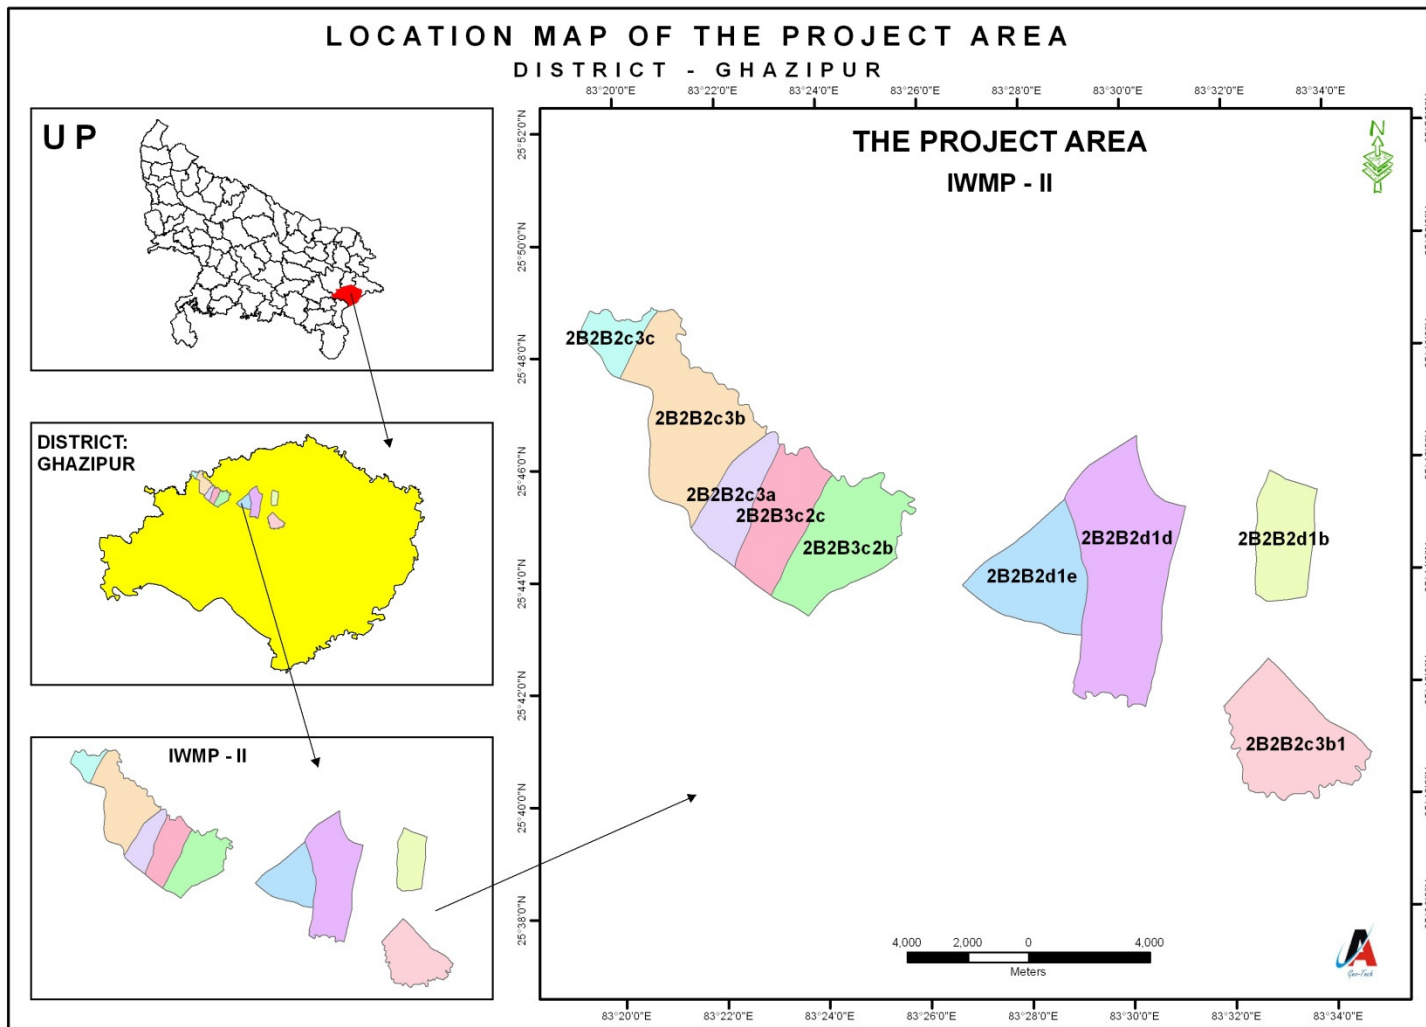 LOCATION MAP OF THE PROJECT AREA
DISTRICT - GHAZIPUR
83°20'0"E 83°22'0"E 83°24'0"E 83°26'0"E 83°28'0"E 83°30'0"E 83°32'0"E 83°34'0"E
UP
DISTRICT:
GHAZIPUR
IWMP - II
THE PROJECT AREA
IWMP - II
N
25°52'0"N
25°50'0"N
25°48'0"N
25°46'0"N
25°44'0"N
25°42'0"N
25°40'0"N
25°38'0"N
2B2B2c3c
2B2B2c3b
2B2B2c3a
2B2B3c2c
2B2B3c2b
2B2B2d1e
2B2B2d1d
2B2B2d1b
2B2B2c3b1
4,000 2,000 0 4,000
Meters
A
Geo-Tech
83°20'0"E 83°22'0"E 83°24'0"E 83°26'0"E 83°28'0"E 83°30'0"E 83°32'0"E 83°34'0"E